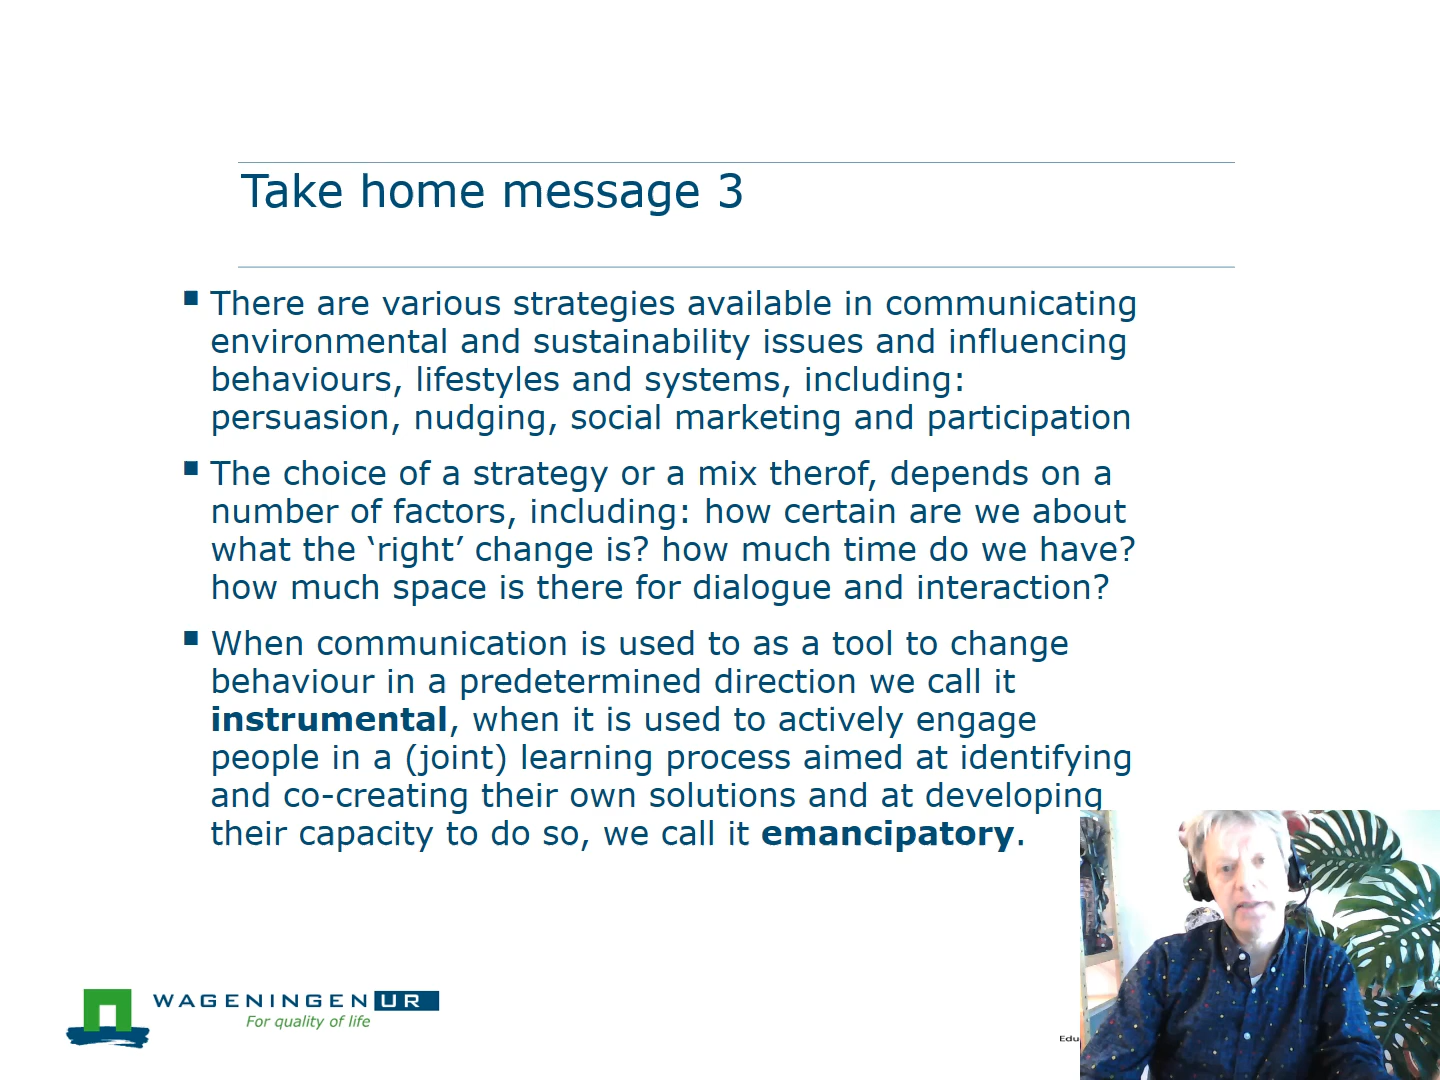 Take home message 3
There are various strategies available in communicating
environmental and sustainability issues and influencing
behaviours, lifestyles and systems, including:
persuasion, nudging, social marketing and participation
The choice of a strategy or a mix therof, depends on a
number of factors, including: how certain are we about
what the ‘right’ change is? how much time do we have?
how much space is there for dialogue and interaction?
When communication is used to as a tool to change
behaviour in a predetermined direction we call it
instrumental, when it is used to actively engage
people in a (joint) learning process aimed at identifying
and co-creating their own solutions and at developing
their capacity to do so, we call it emancipatory.
WAGENINGEN UR
For quality of life